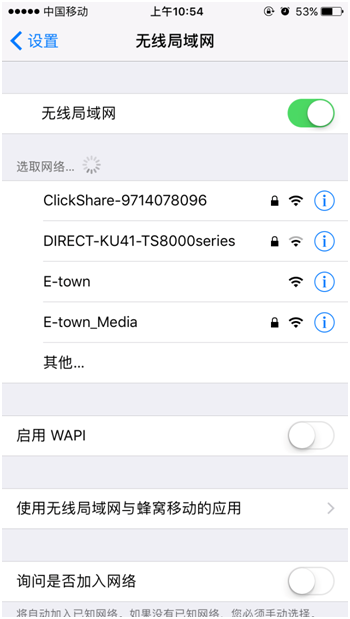 中国移动 上午10:54 53%
设置 无线局域网
无线局域网
选取网络...
ClickShare-9714078096
DIRECT-KU41-TS8000series
E-town
E-town_Media
其他...
启用 WAPI
使用无线局域网与蜂窝移动的应用
询问是否加入网络
将自动加入已知网络。如果没有已知网络，您必须手动选择。